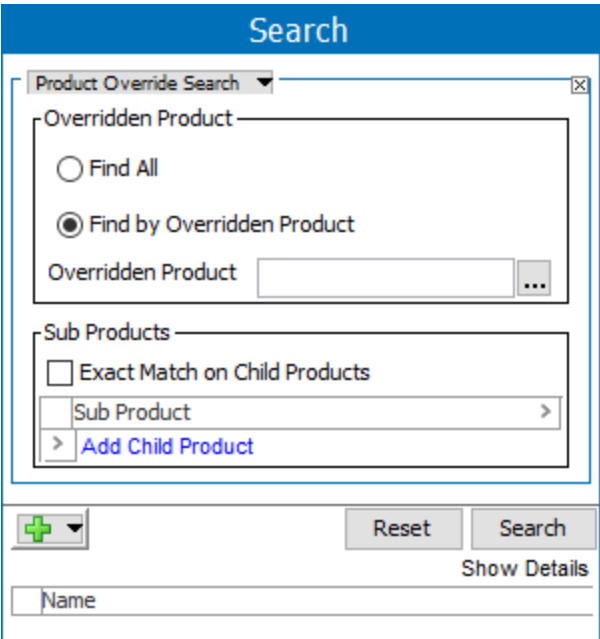 Search
Product Override Search
Overridden Product
Find All
Find by Overridden Product
Overridden Product ...
Sub Products
Exact Match on Child Products
Sub Product >
> Add Child Product
Reset Search
Show Details
Name